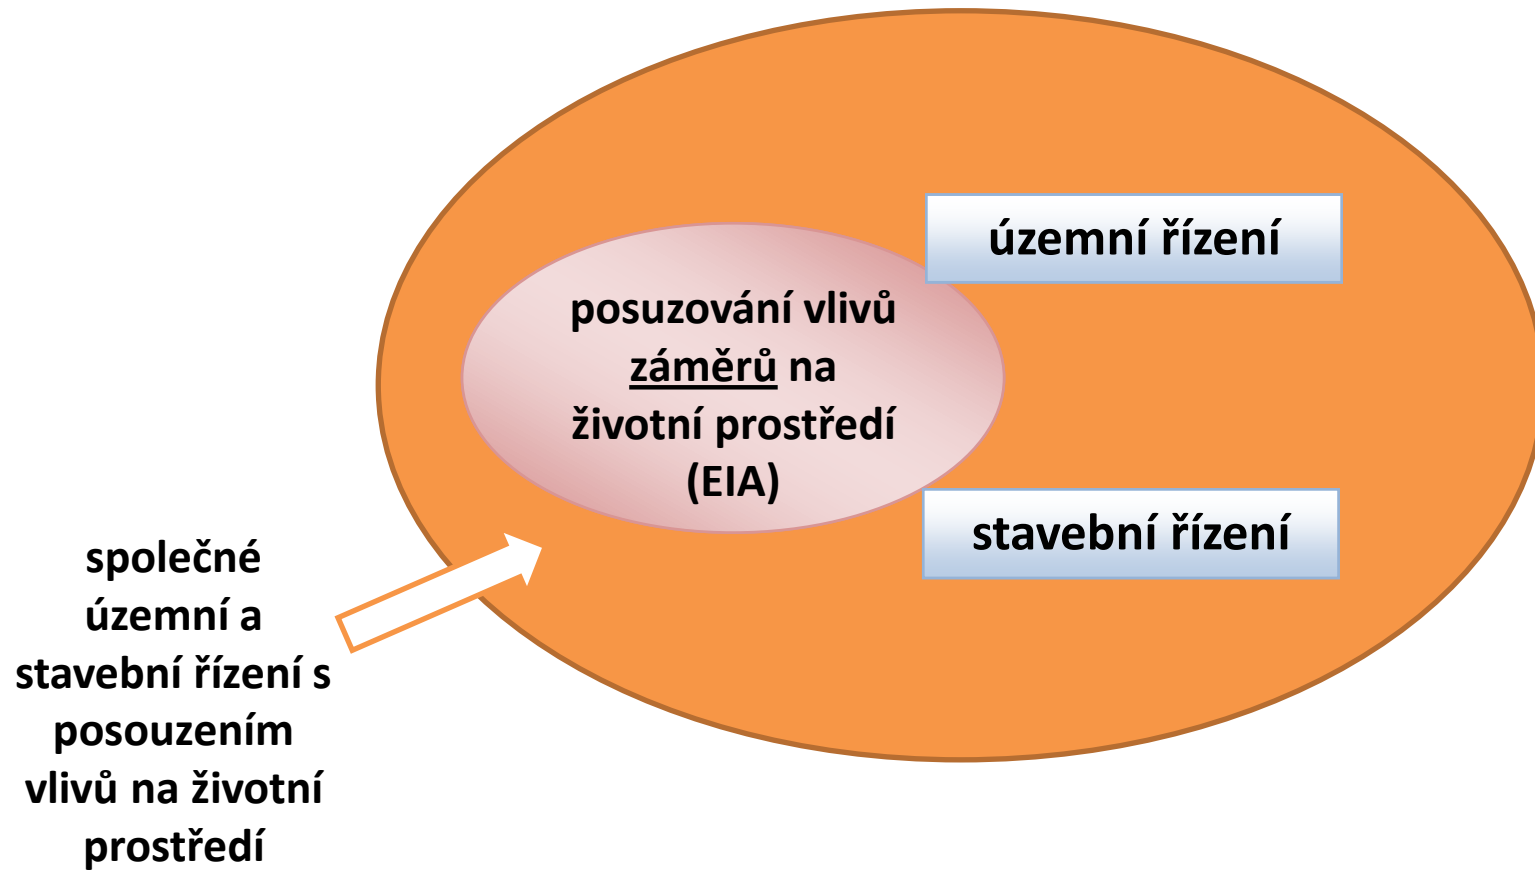 územní řízení
posuzování vlivů
záměrů na
životní prostředí
(EIA)
stavební řízení
společné
územní a
stavební řízení s
posouzením
vlivů na životní
prostředí